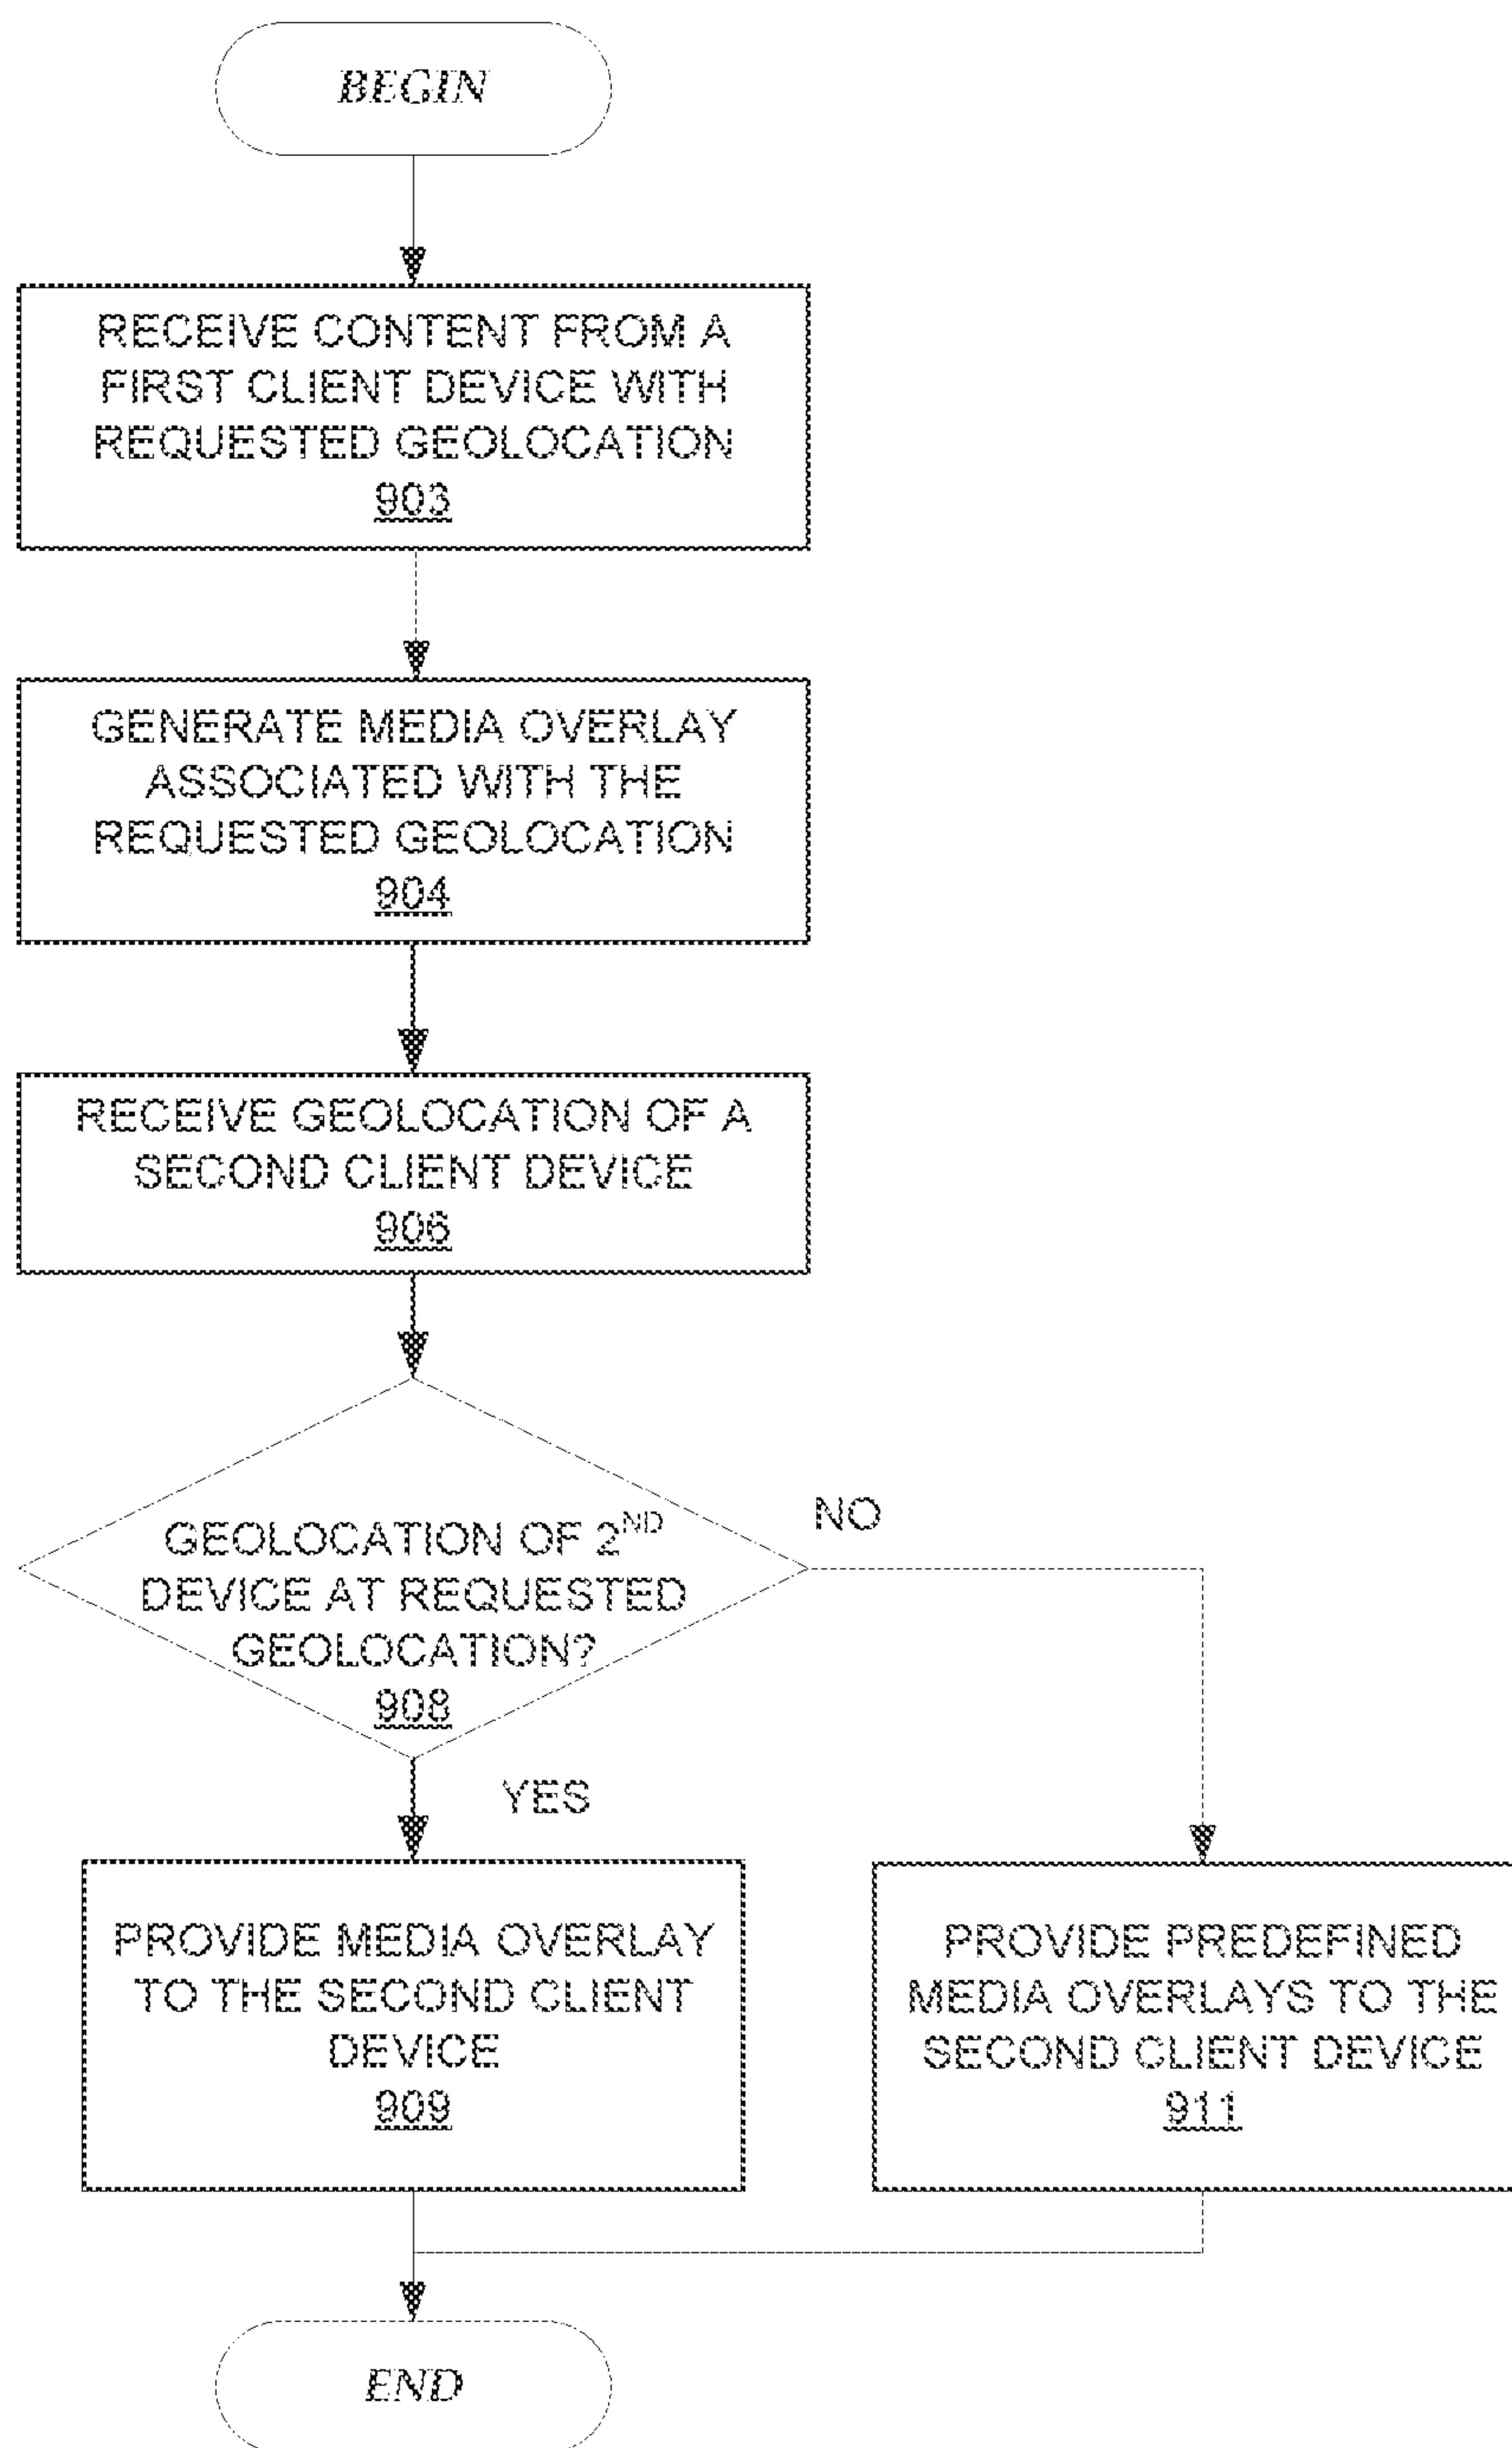 BEGIN
RECEIVE CONTENT FROM A
FIRST CLIENT DEVICE WITH
REQUESTED GEOLOCATION
903
GENERATE MEDIA OVERLAY
ASSOCIATED WITH THE
REQUESTED GEOLOCATION
904
RECEIVE GEOLOCATION OF A
SECOND CLIENT DEVICE
906
GEOLOCATION OF 2ND
DEVICE AT REQUESTED
GEOLOCATION?
908
NO
YES
PROVIDE MEDIA OVERLAY
TO THE SECOND CLIENT
DEVICE
909
PROVIDE PREDEFINED
MEDIA OVERLAYS TO THE
SECOND CLIENT DEVICE
911
END